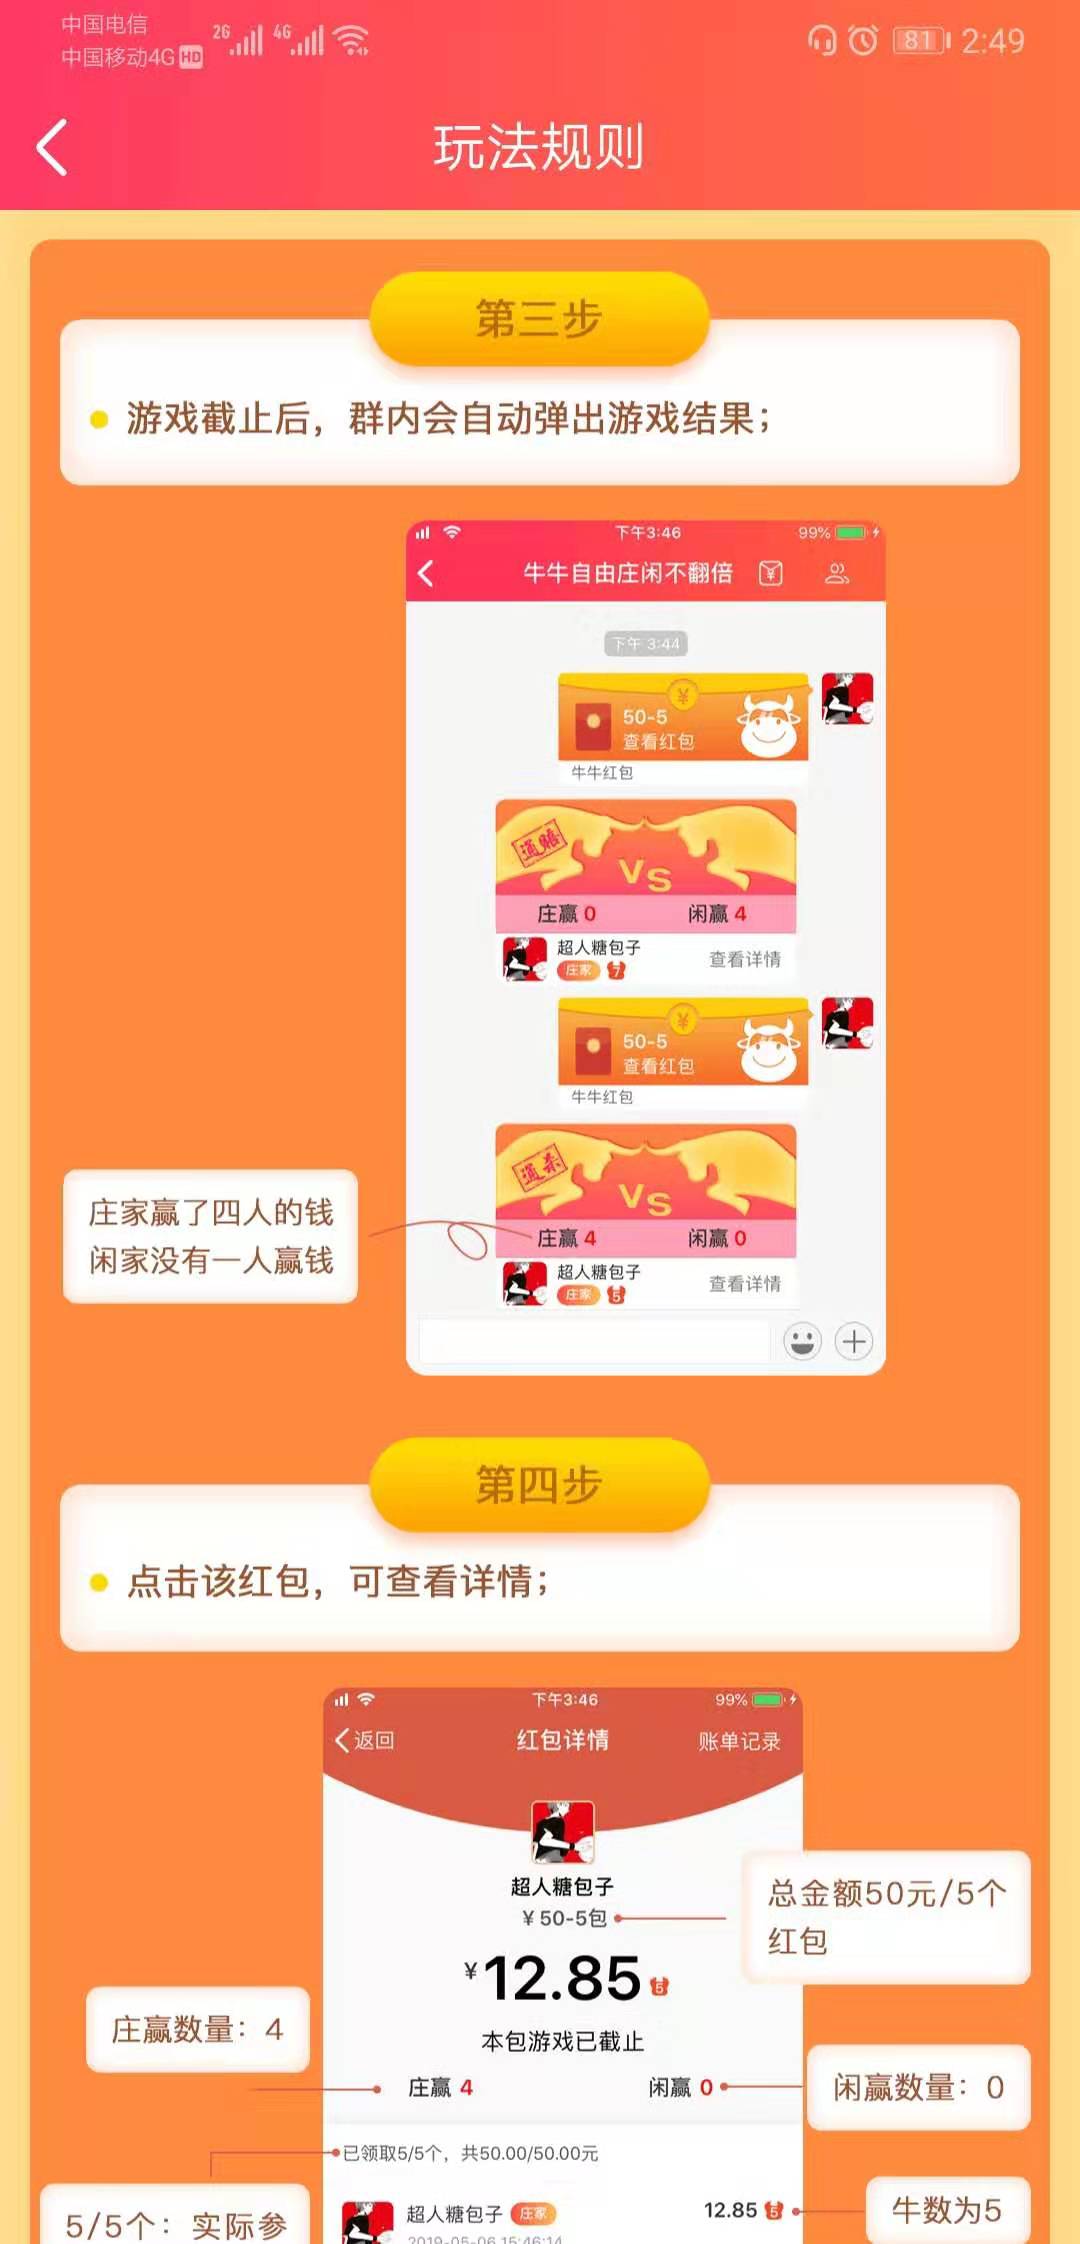 中国电信
中国移动4G HD
2G 4G
81 2:49
玩法规则
第三步
游戏截止后，群内会自动弹出游戏结果；
下午3:46 99%
牛牛自由庄闲不翻倍
下午 3:44
50-5
查看红包
牛牛红包
通赔
VS
庄赢 0 闲赢 4
超人糖包子
庄家 7
查看详情
50-5
查看红包
牛牛红包
通杀
VS
庄赢 4 闲赢 0
超人糖包子
庄家 5
查看详情
庄家赢了四人的钱
闲家没有一人赢钱
第四步
点击该红包，可查看详情；
下午3:46 99%
返回 红包详情 账单记录
超人糖包子
¥50-5包
总金额50元/5个
红包
¥12.85 5
本包游戏已截止
庄赢数量：4
庄赢 4 闲赢 0
闲赢数量：0
已领取5/5个，共50.00/50.00元
5/5个：实际参
超人糖包子 庄家
12.85 5
牛数为5
2019-05-06 15:46:14